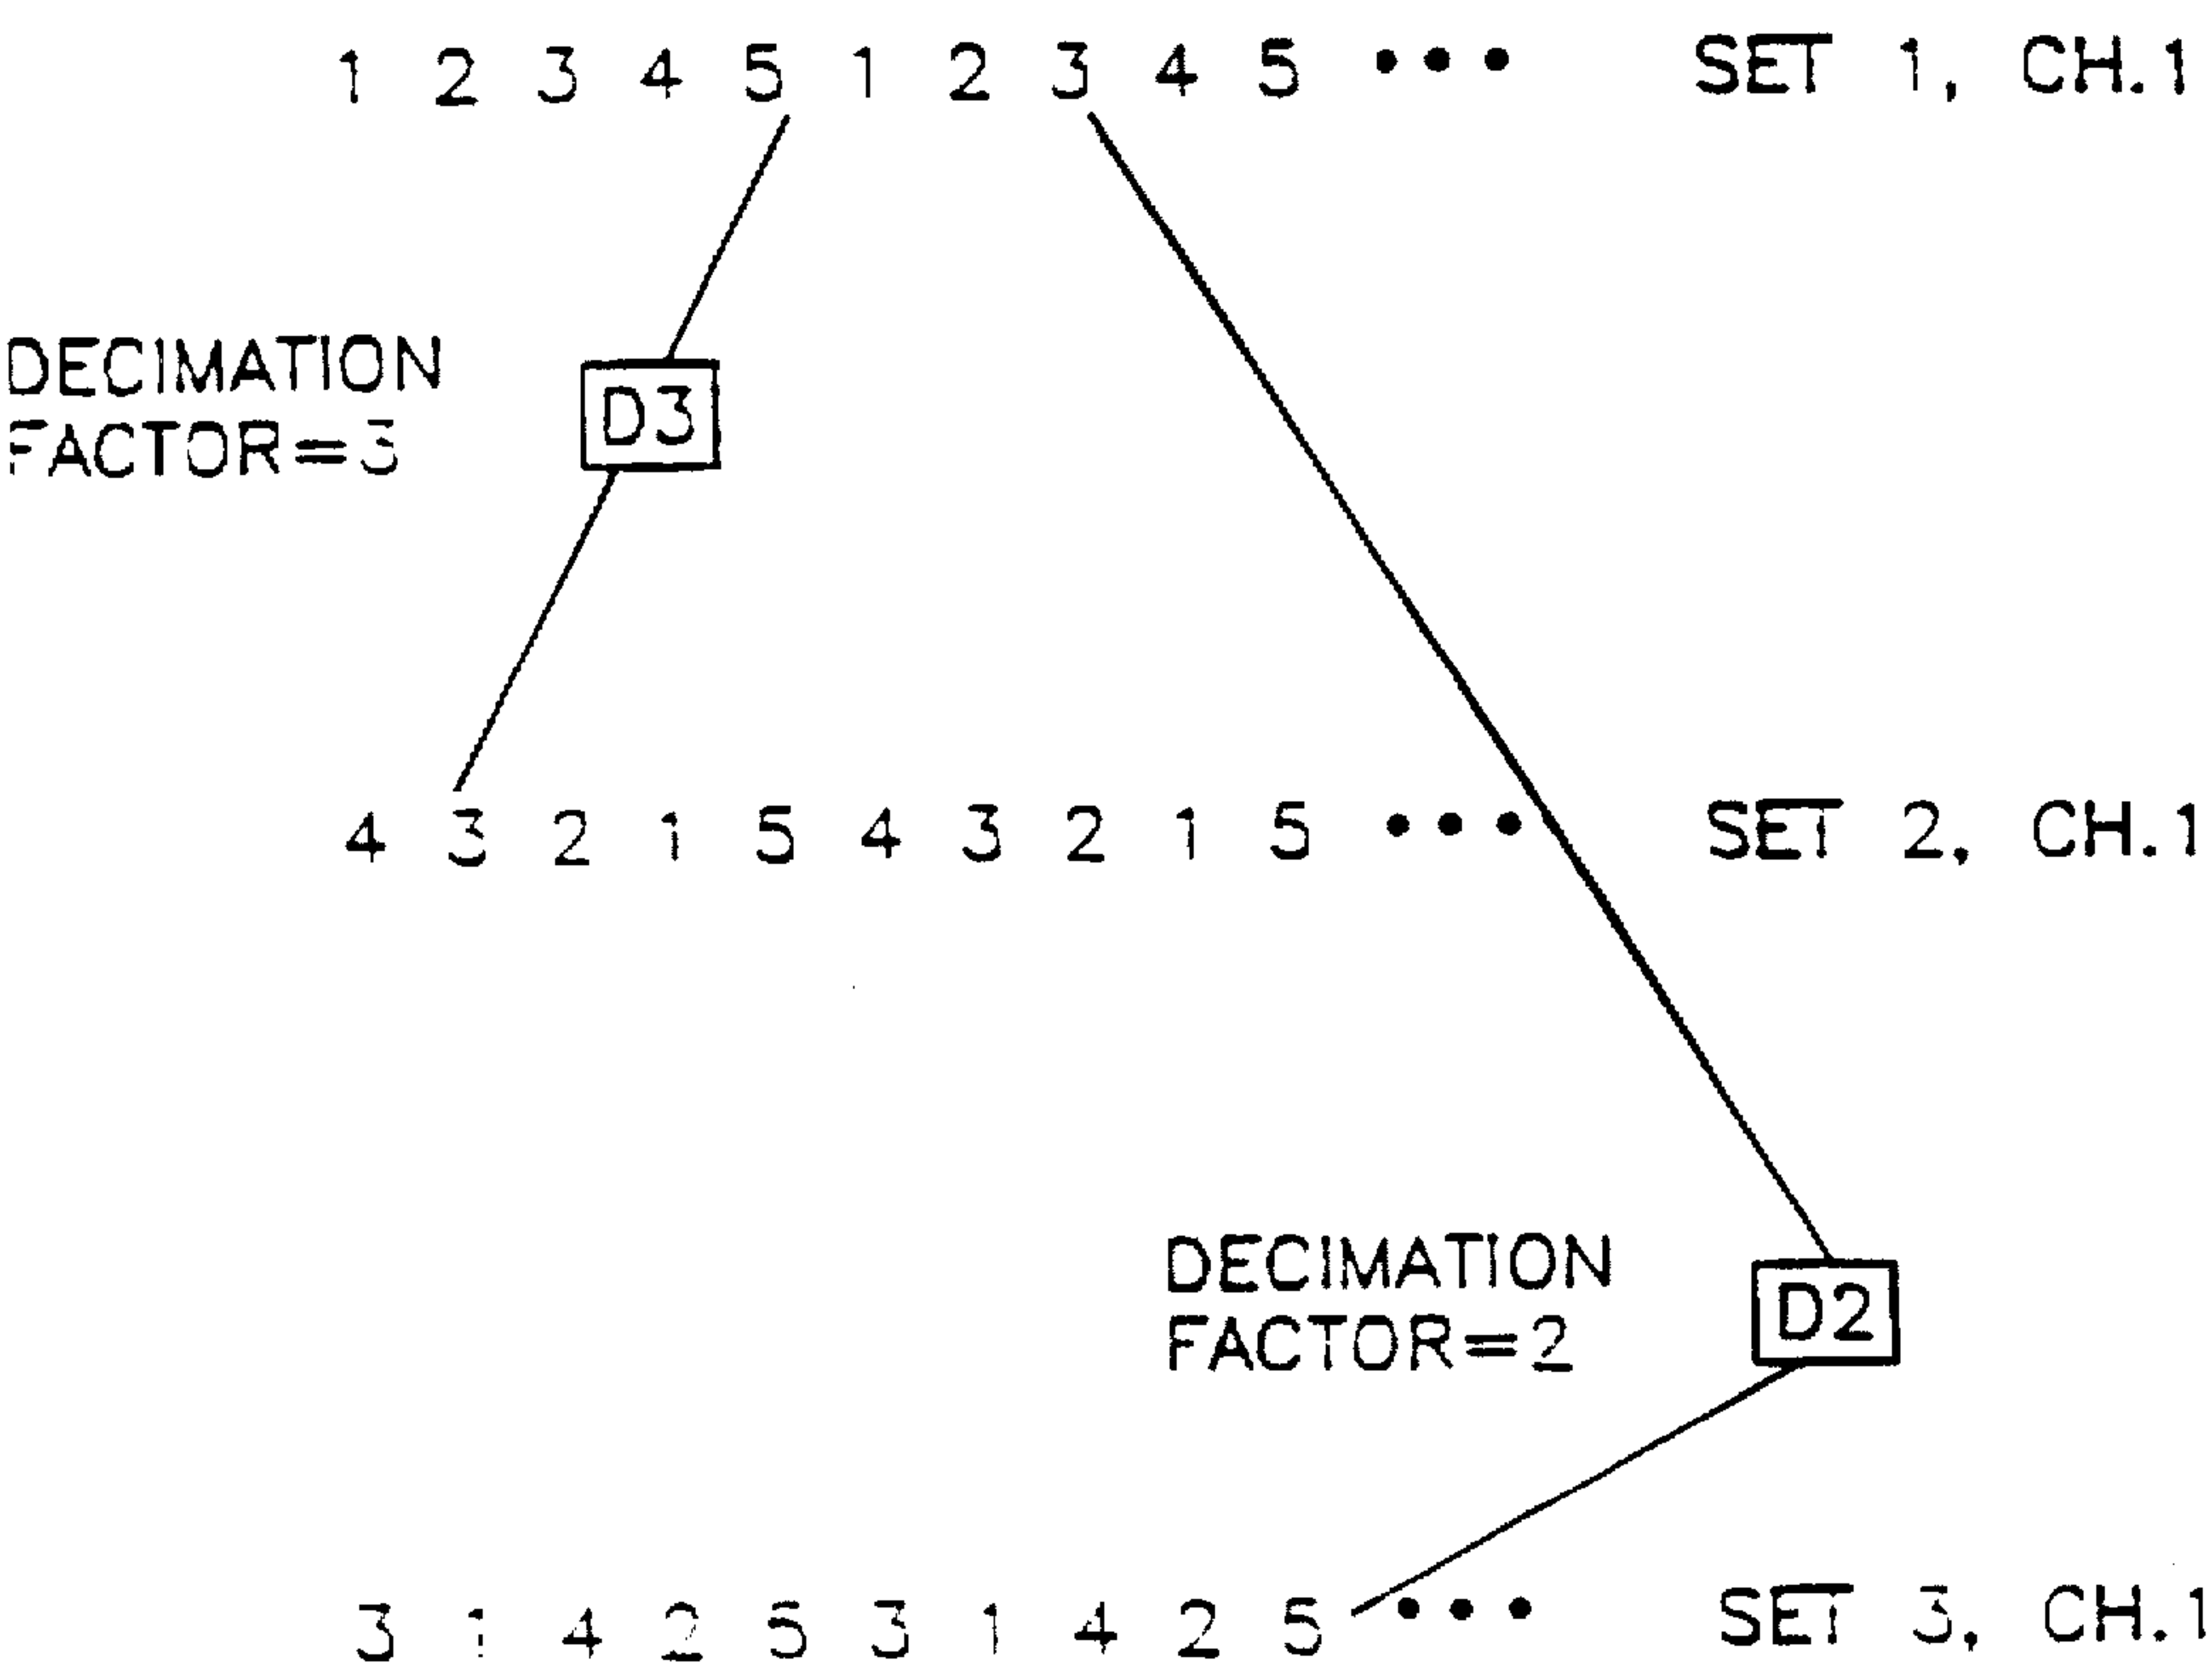 1 2 3 4 5 1 2 3 4 5 ••• SET 1, CH.1
DECIMATION
FACTOR=3
D3
4 3 2 1 5 4 3 2 1 5 ••• SET 2, CH.1
DECIMATION
FACTOR=2
D2
3 1 4 2 5 3 1 4 2 5 ••• SET 3, CH.1